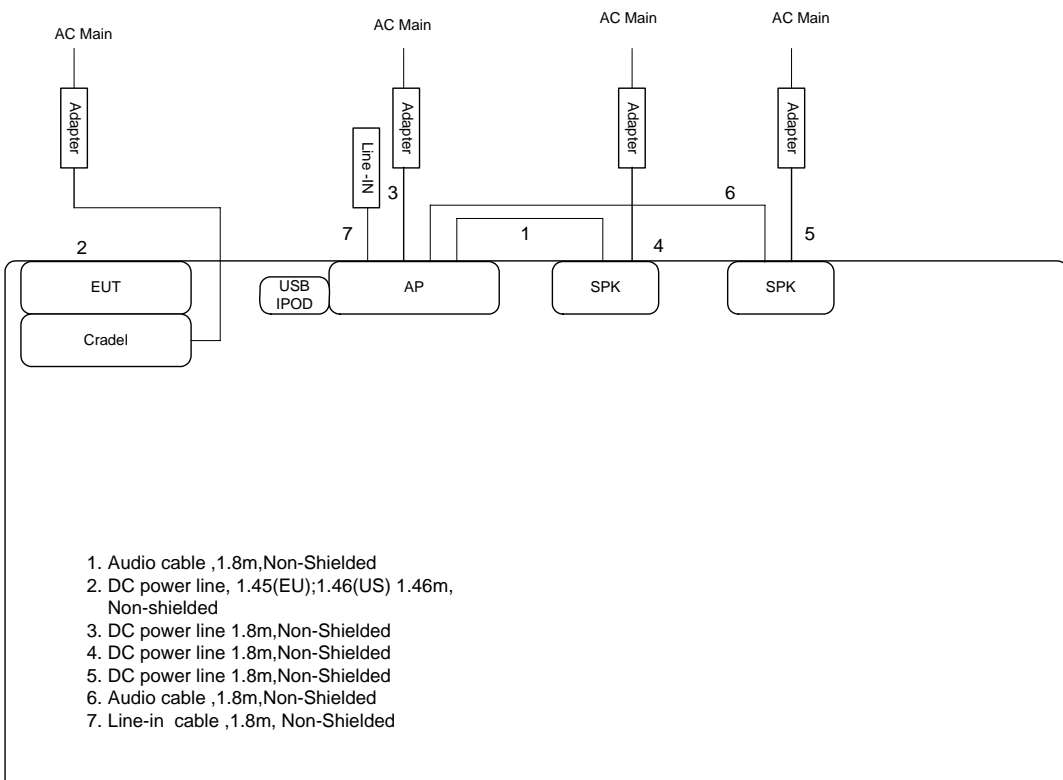 AC Main
AC Main
AC Main
AC Main
Adapter
Adapter
Adapter
Adapter
Line -IN
3
6
7
1
2
4
5
EUT
USB
IPOD
AP
SPK
SPK
Cradel
1. Audio cable ,1.8m,Non-Shielded
2. DC power line, 1.45(EU);1.46(US) 1.46m,
Non-shielded
3. DC power line 1.8m,Non-Shielded
4. DC power line 1.8m,Non-Shielded
5. DC power line 1.8m,Non-Shielded
6. Audio cable ,1.8m,Non-Shielded
7. Line-in cable ,1.8m, Non-Shielded